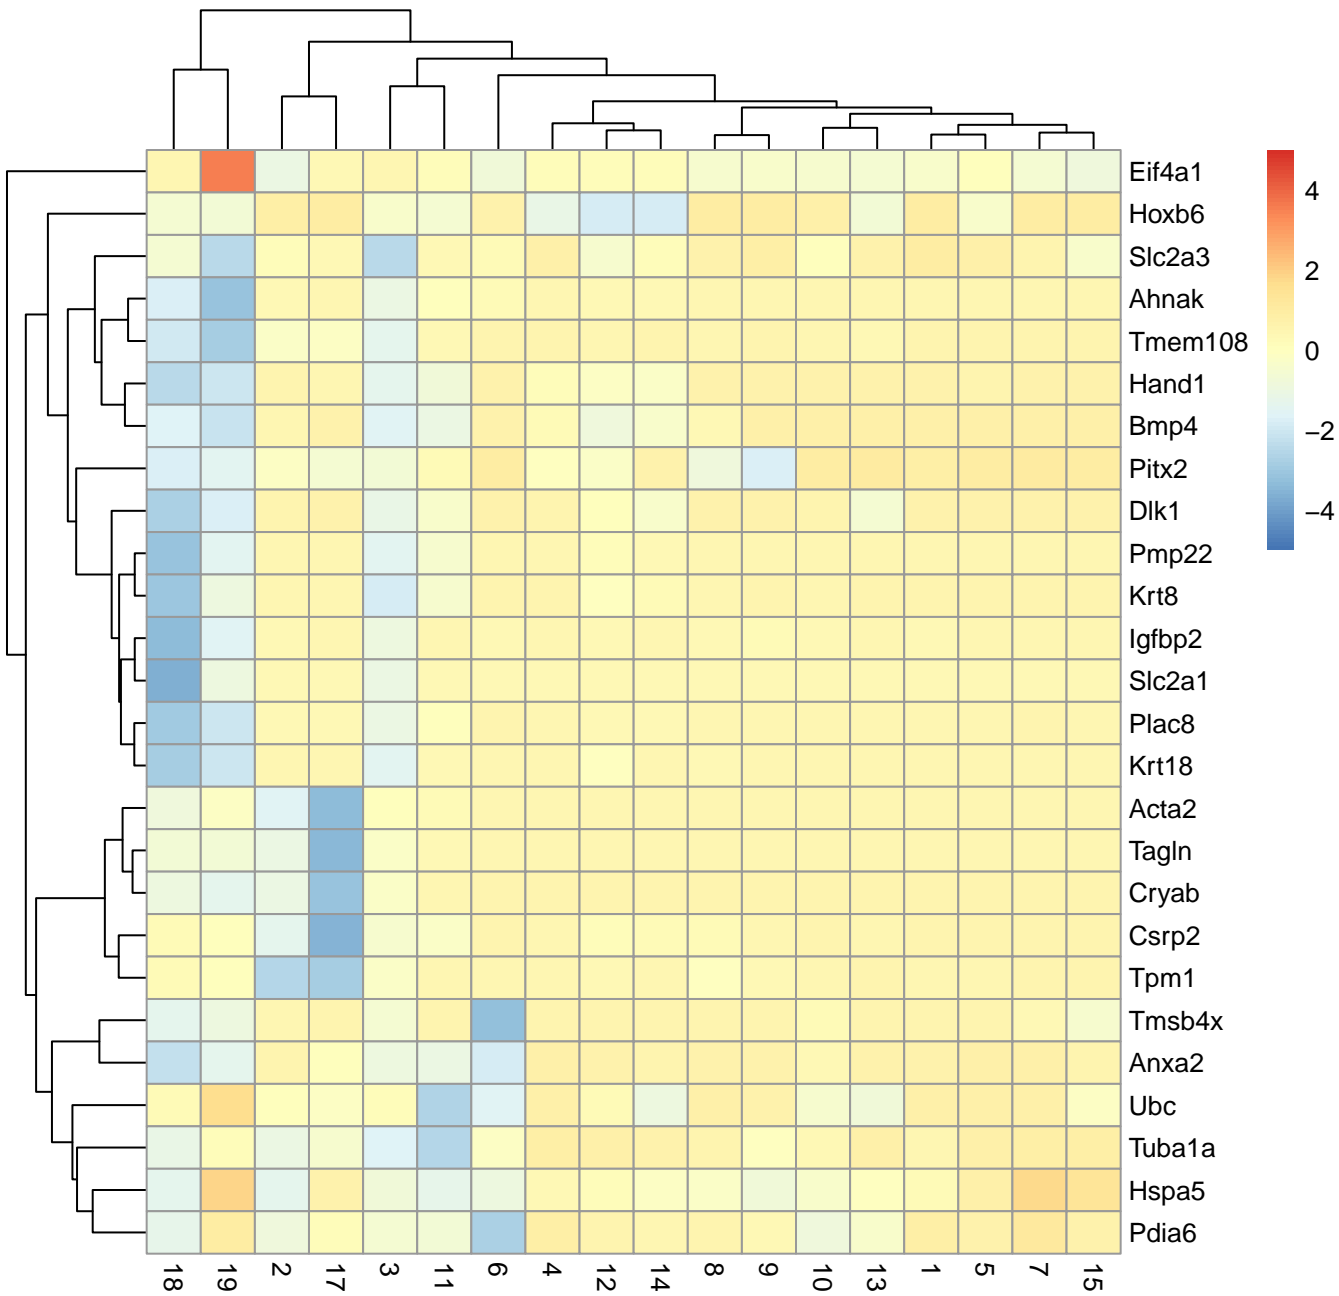 Eif4a1
Hoxb6
Slc2a3
Ahnak
Tmem108
Hand1
Bmp4
Pitx2
Dlk1
Pmp22
Krt8
Igfbp2
Slc2a1
Plac8
Krt18
Acta2
Tagln
Cryab
Csrp2
Tpm1
Tmsb4x
Anxa2
Ubc
Tuba1a
Hspa5
Pdia6
18 19 2 17 3 11 6 4 12 14 8 9 10 13 1 5 7 15
4
2
0
−2
−4